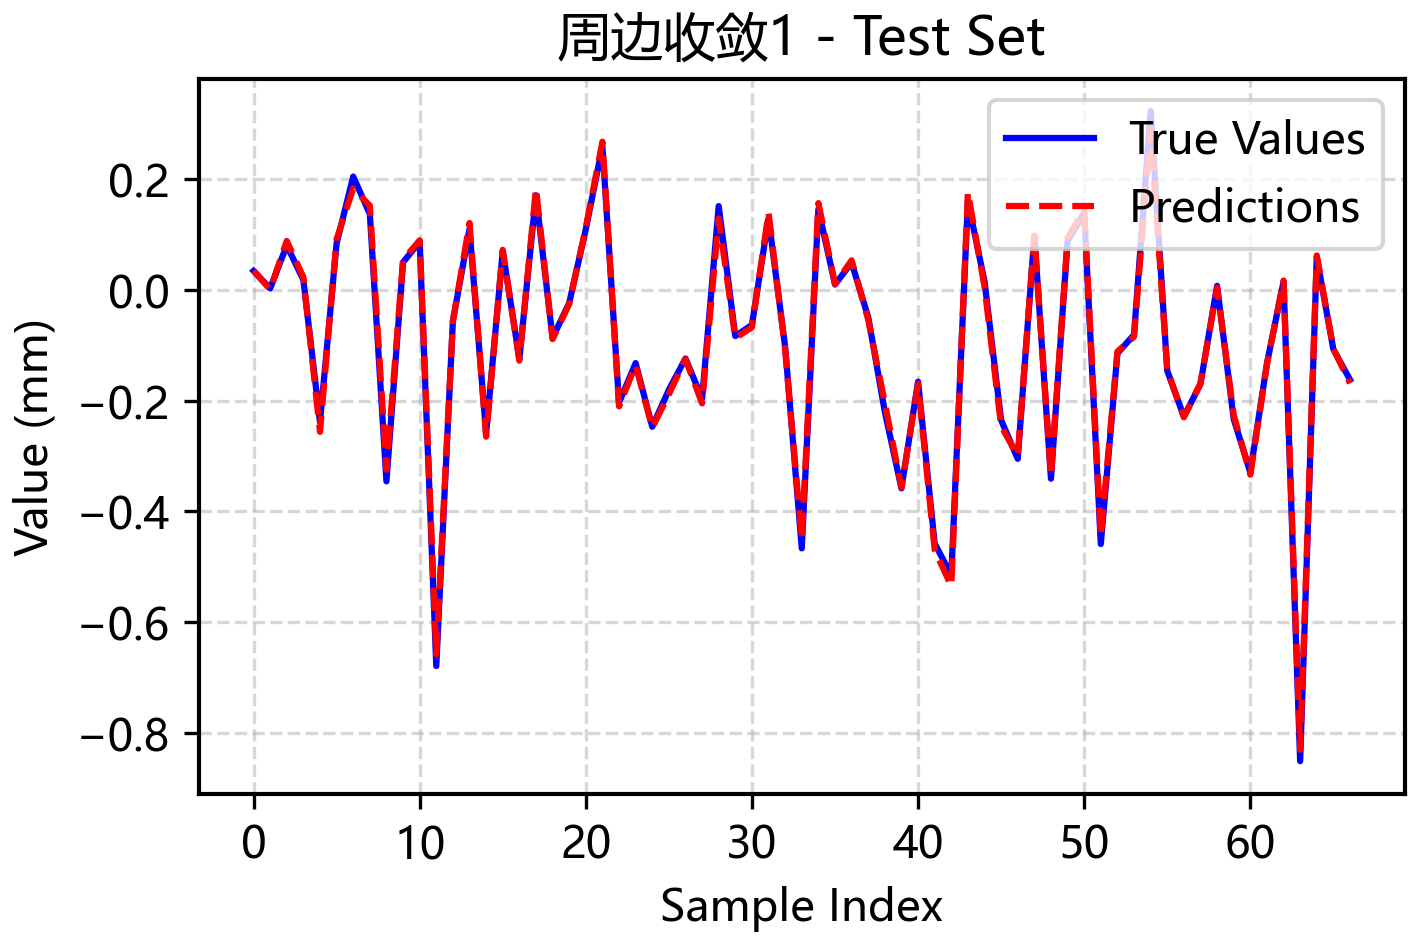 周边收敛1 - Test Set
True Values
Predictions
Value (mm)
0.2
0.0
−0.2
−0.4
−0.6
−0.8
0 10 20 30 40 50 60
Sample Index